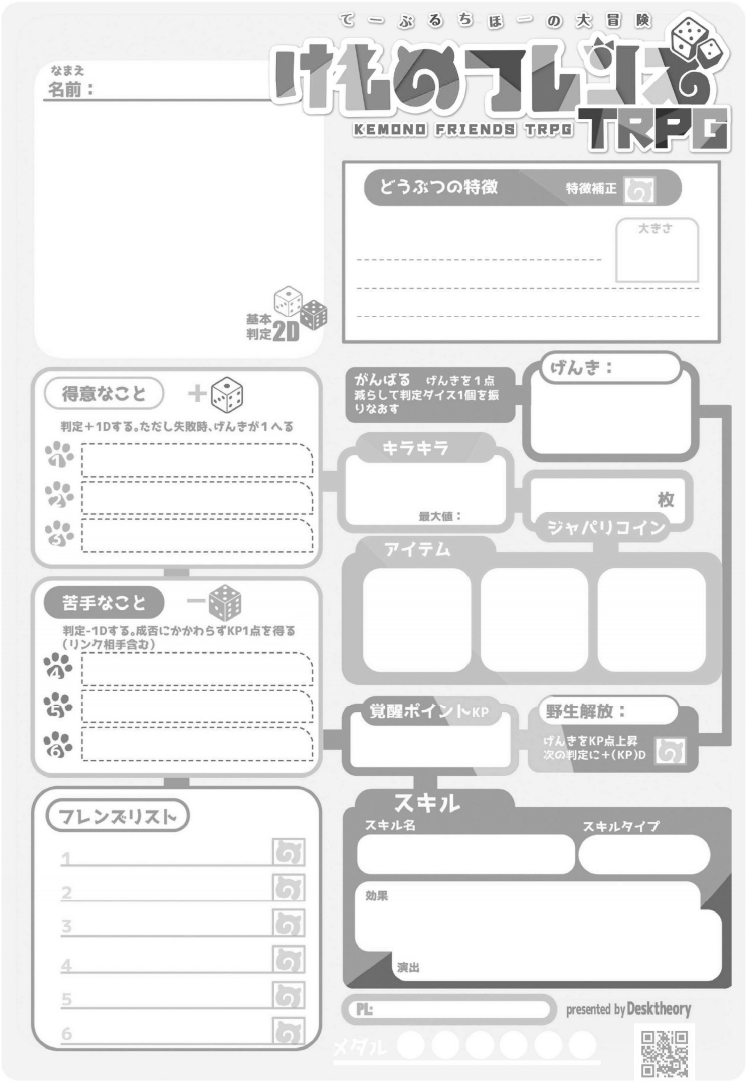 てーぶるちほーの大冒険
けものフレンズ
KEMONO FRIENDS TRPG
TRPG
なまえ
名前：
基本
判定2D
どうぶつの特徴
特徴補正
大きさ
得意なこと
＋
判定＋1Dする。ただし失敗時、げんきが1へる
1
2
3
がんばる げんきを1点
減らして判定ダイス1個を振
りなおす
げんき：
キラキラ
最大値：
枚
ジャパリコイン
アイテム
苦手なこと
－
判定-1Dする。成否にかかわらずKP1点を得る
（リンク相手含む）
4
5
6
覚醒ポイントKP
野生解放：
げんきをKP点上昇
次の判定に＋(KP)D
フレンズリスト
1
2
3
4
5
6
スキル
スキル名
スキルタイプ
効果
演出
PL:
presented by Desktheory
メダル